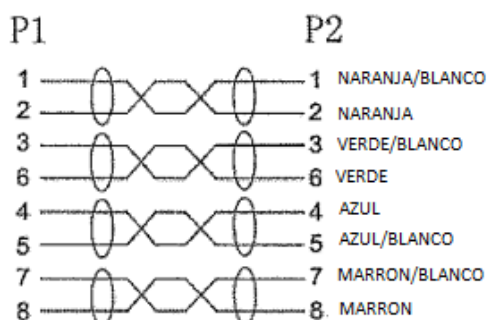 P1 P2
1 1 NARANJA/BLANCO
2 2 NARANJA
3 3 VERDE/BLANCO
6 6 VERDE
4 4 AZUL
5 5 AZUL/BLANCO
7 7 MARRON/BLANCO
8 8 MARRON